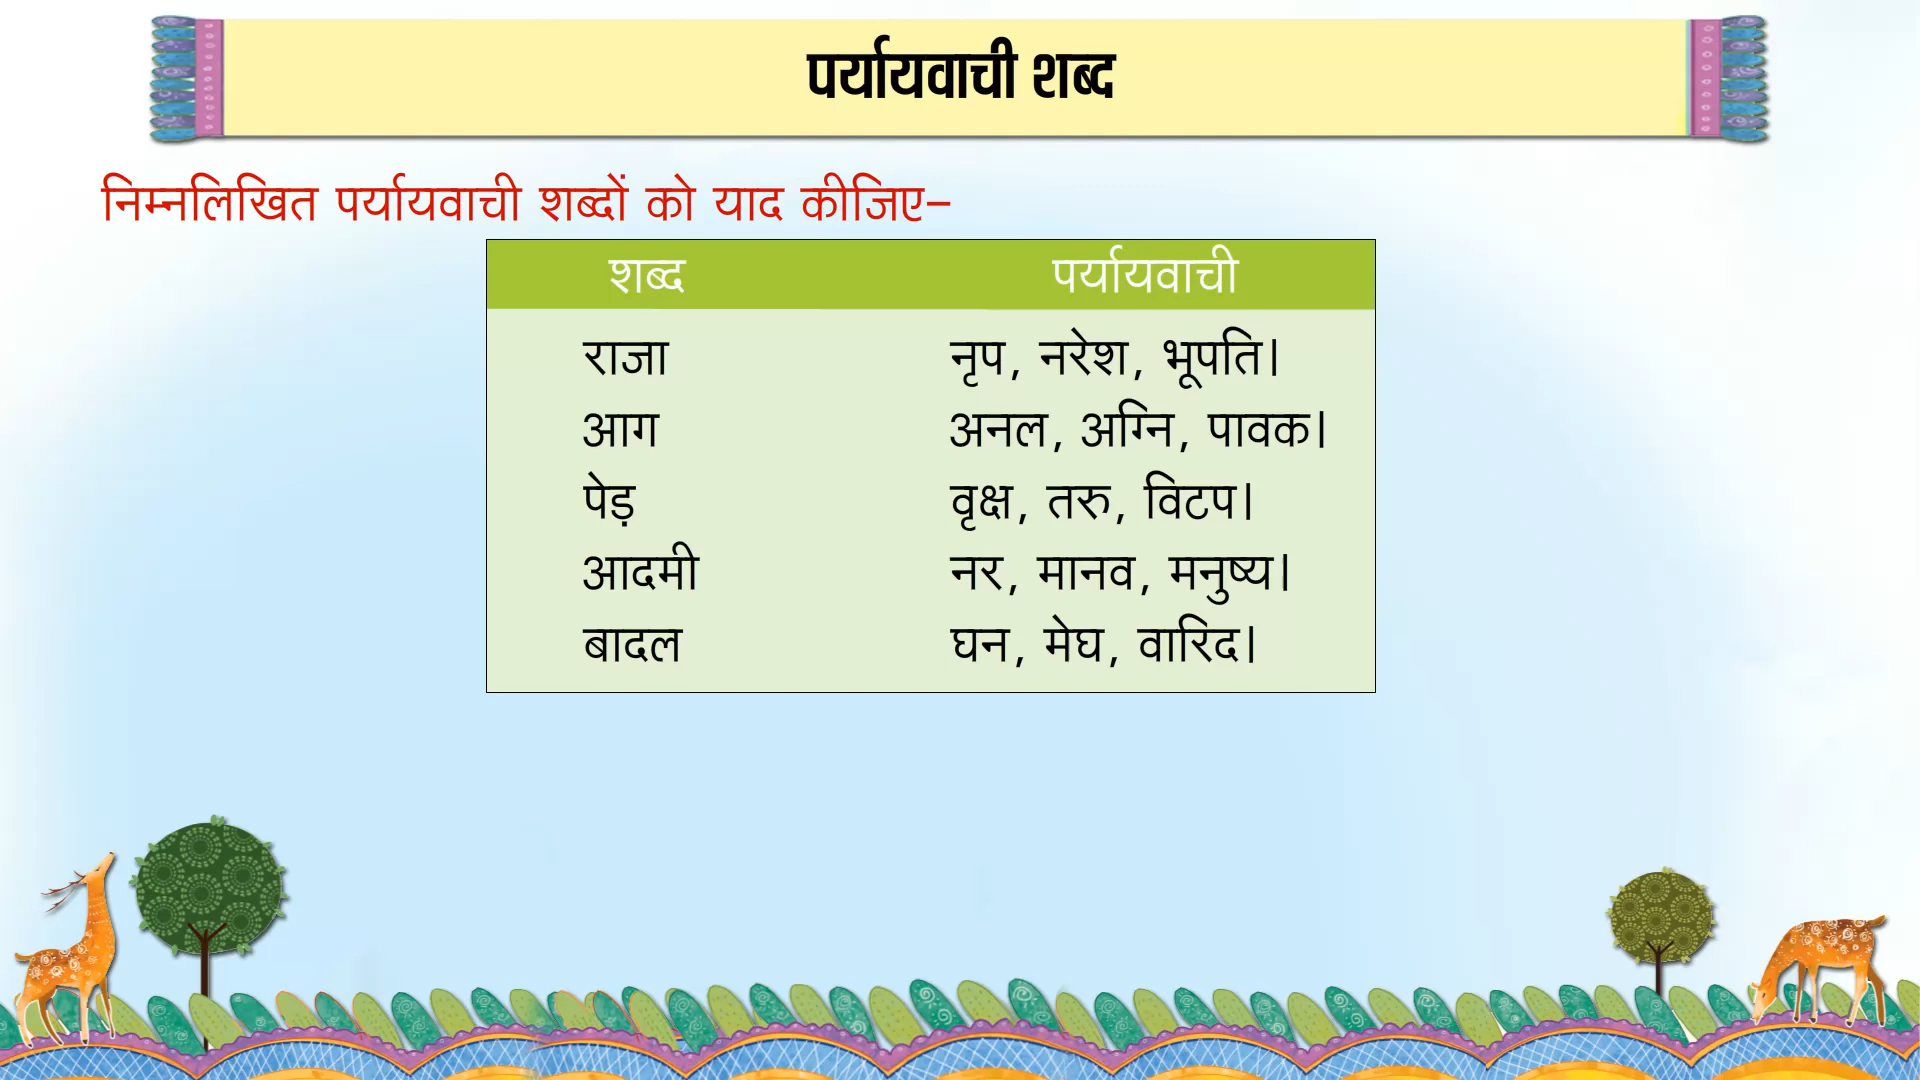 पर्यायवाची शब्द
निम्नलिखित पर्यायवाची शब्दों को याद कीजिए–
शब्द पर्यायवाची
राजा नृप, नरेश, भूपति।
आग अनल, अग्नि, पावक।
पेड़ वृक्ष, तरु, विटप।
आदमी नर, मानव, मनुष्य।
बादल घन, मेघ, वारिद।